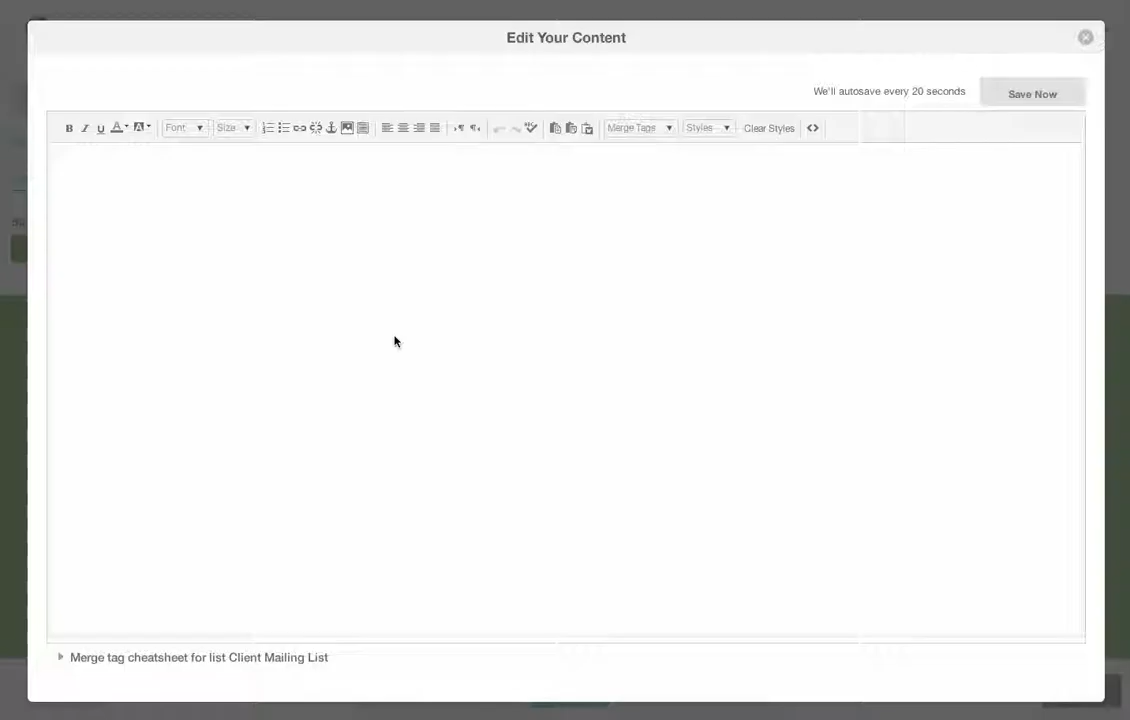 Edit Your Content
We'll autosave every 20 seconds
Save Now
B I U A A Font Size Merge Tags Styles Clear Styles
Merge tag cheatsheet for list Client Mailing List